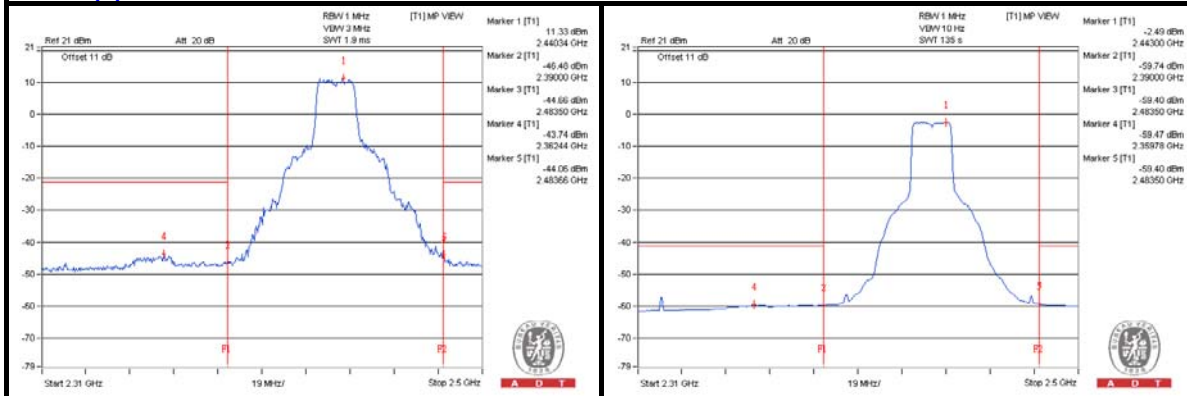 RBW 1 MHz
[T1] MP VIEW
VBW 3 MHz
Ref 21 dBm
Att 20 dB
SWT 1.9 ms
21
Offset 11 dB
10
0
-10
-20
-30
-40
-50
-60
-70
-79
1
4
2
F1
F2
Start 2.31 GHz
19 MHz/
Stop 2.5 GHz
Marker 1 [T1]
11.33 dBm
2.44034 GHz
Marker 2 [T1]
-46.48 dBm
2.39000 GHz
Marker 3 [T1]
-44.66 dBm
2.48350 GHz
Marker 4 [T1]
-43.74 dBm
2.36244 GHz
Marker 5 [T1]
-44.06 dBm
2.48366 GHz
BUREAU VERITAS
1828
A D T
RBW 1 MHz
[T1] MP VIEW
VBW 10 Hz
Ref 21 dBm
Att 20 dB
SWT 135 s
21
Offset 11 dB
10
0
-10
-20
-30
-40
-50
-60
-70
-79
1
4
2
F1
F2
Start 2.31 GHz
19 MHz/
Stop 2.5 GHz
Marker 1 [T1]
-2.49 dBm
2.44300 GHz
Marker 2 [T1]
-59.74 dBm
2.39000 GHz
Marker 3 [T1]
-59.40 dBm
2.48350 GHz
Marker 4 [T1]
-59.47 dBm
2.35978 GHz
Marker 5 [T1]
-59.40 dBm
2.48350 GHz
BUREAU VERITAS
1828
A D T